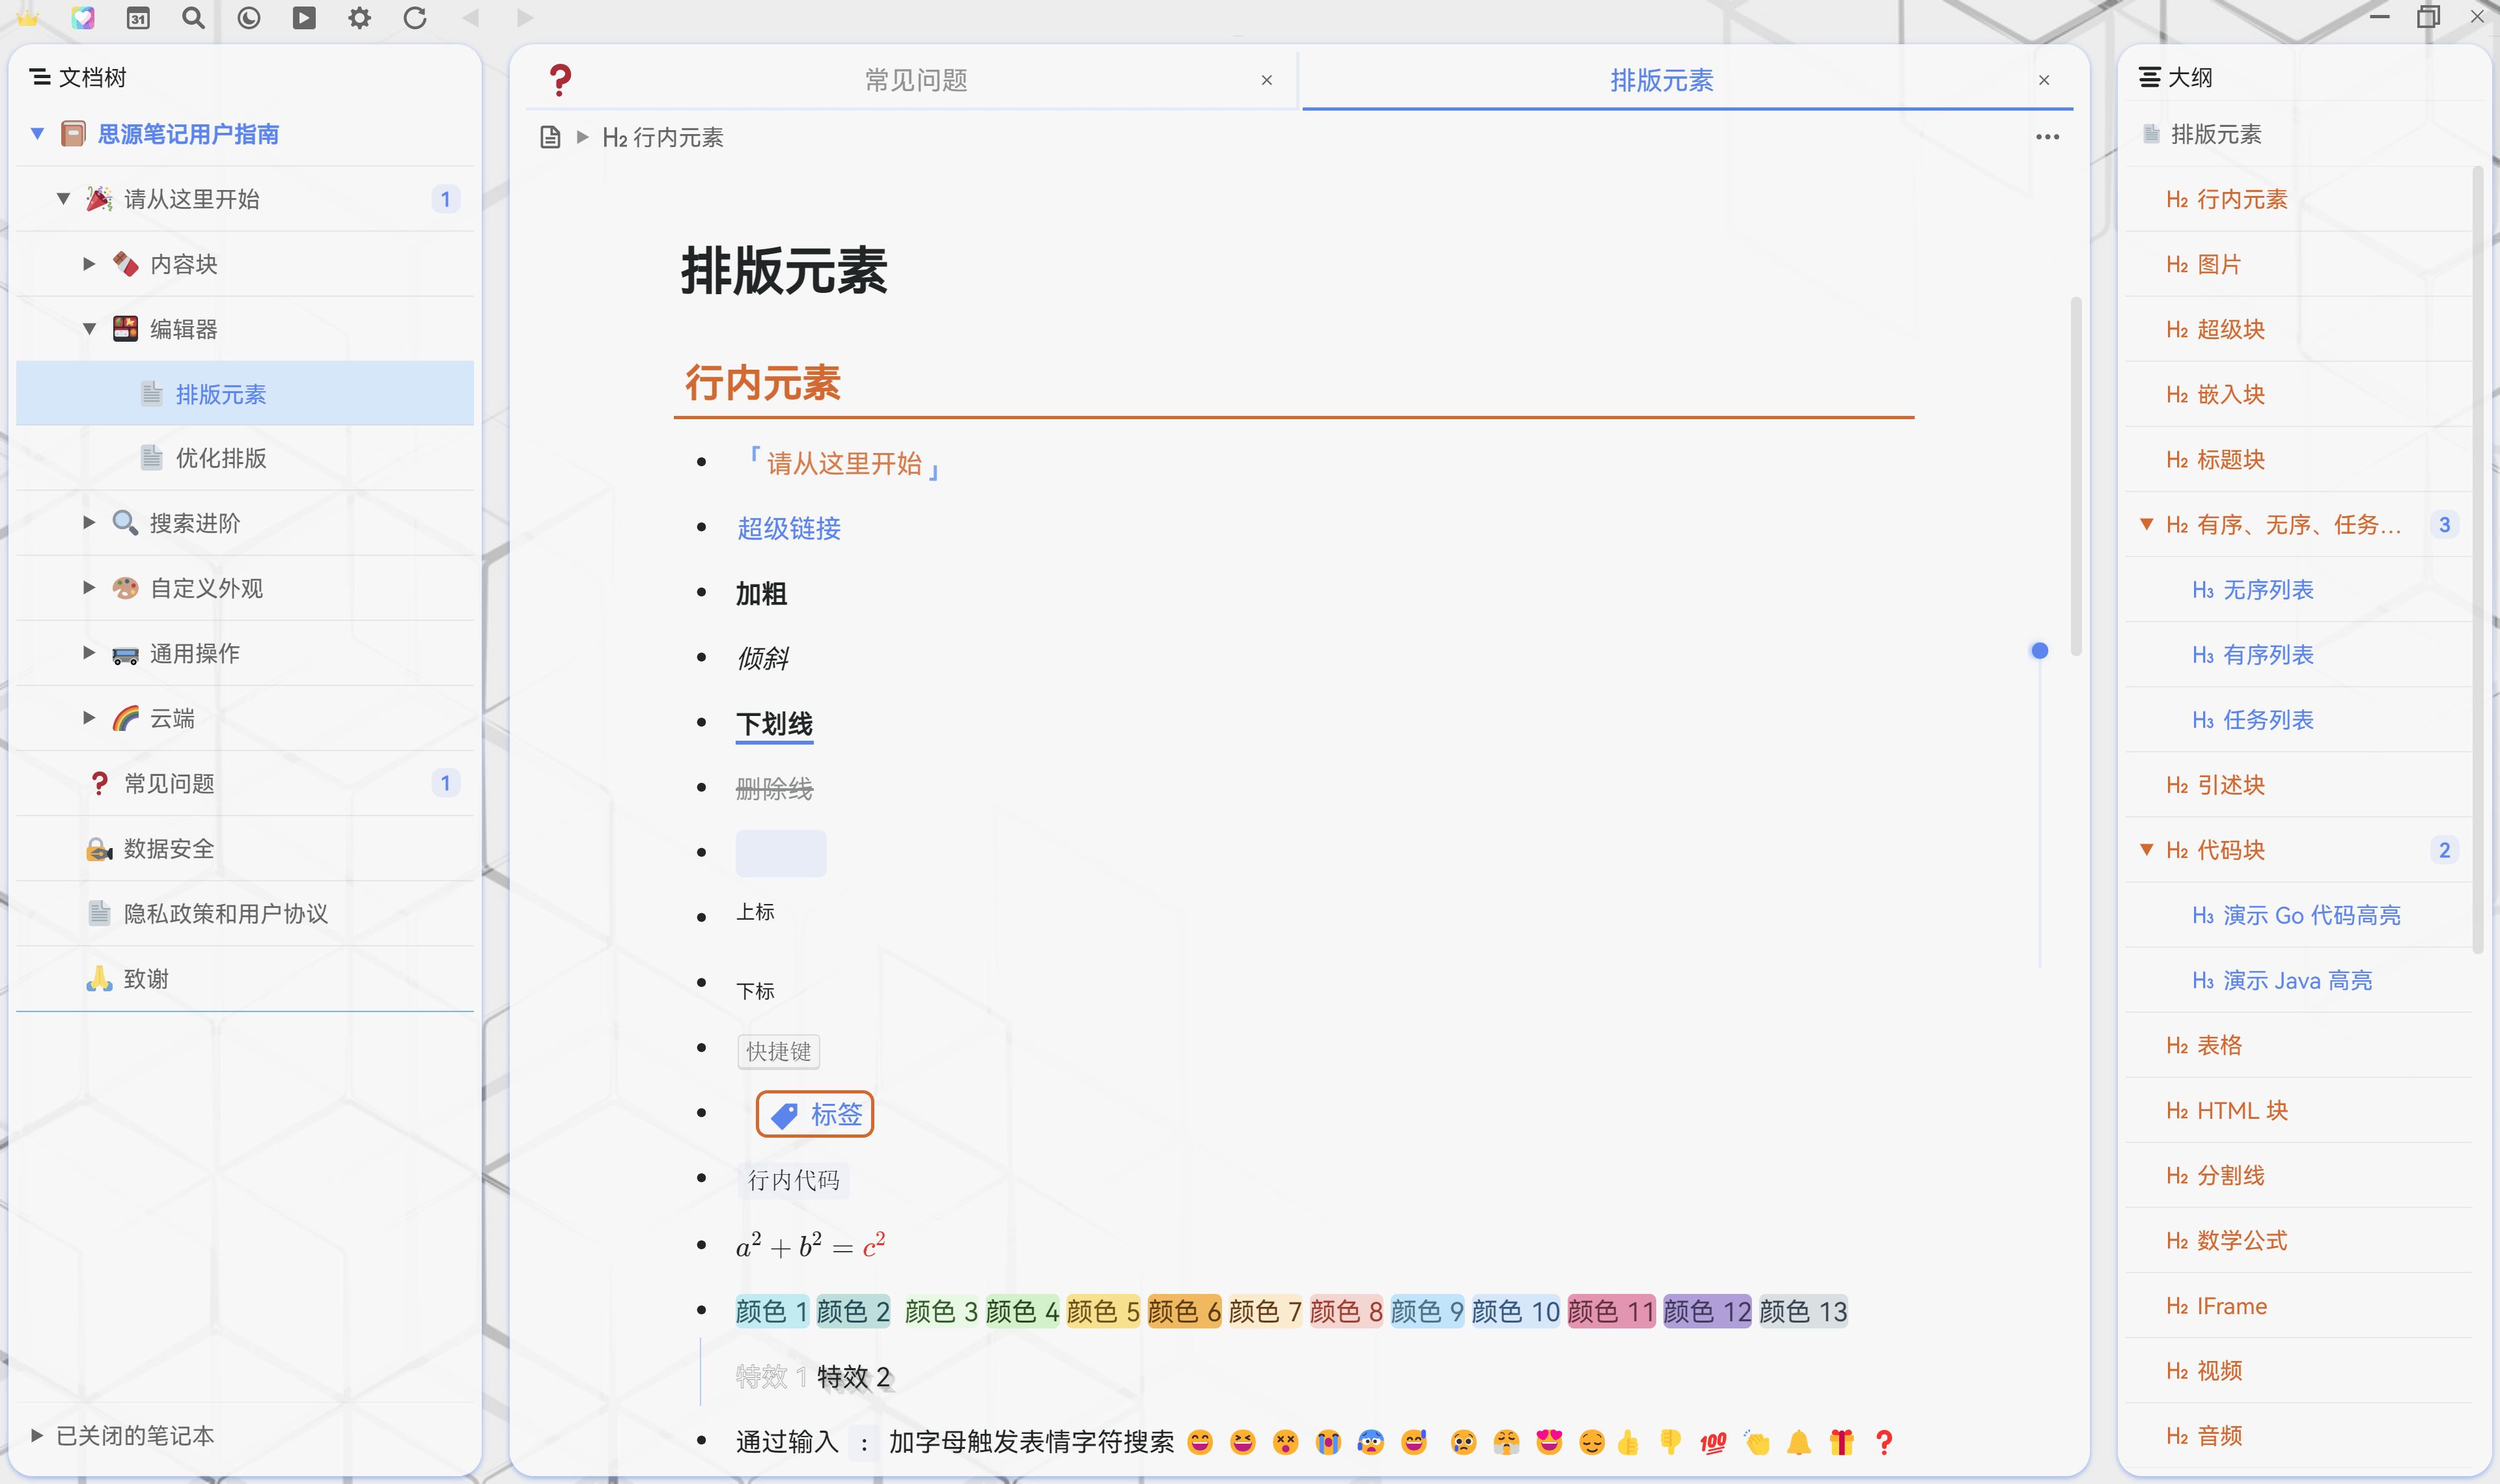 31
文档树
思源笔记用户指南
请从这里开始 1
内容块
编辑器
排版元素
优化排版
搜索进阶
自定义外观
通用操作
云端
常见问题 1
数据安全
隐私政策和用户协议
致谢
已关闭的笔记本
常见问题
排版元素
H2 行内元素
排版元素
行内元素
「请从这里开始」
超级链接
加粗
倾斜
下划线
删除线
上标
下标
快捷键
标签
行内代码
a² + b² = c²
颜色 1 颜色 2 颜色 3 颜色 4 颜色 5 颜色 6 颜色 7 颜色 8 颜色 9 颜色 10 颜色 11 颜色 12 颜色 13
特效 1 特效 2
通过输入 : 加字母触发表情字符搜索 😄 😆 😵 😭 😰 😅 😢 😤 😍 😔 👍 👎 💯 👏 🔔 🎁 ❓
大纲
排版元素
H2 行内元素
H2 图片
H2 超级块
H2 嵌入块
H2 标题块
H2 有序、无序、任务... 3
H3 无序列表
H3 有序列表
H3 任务列表
H2 引述块
H2 代码块 2
H3 演示 Go 代码高亮
H3 演示 Java 高亮
H2 表格
H2 HTML 块
H2 分割线
H2 数学公式
H2 IFrame
H2 视频
H2 音频